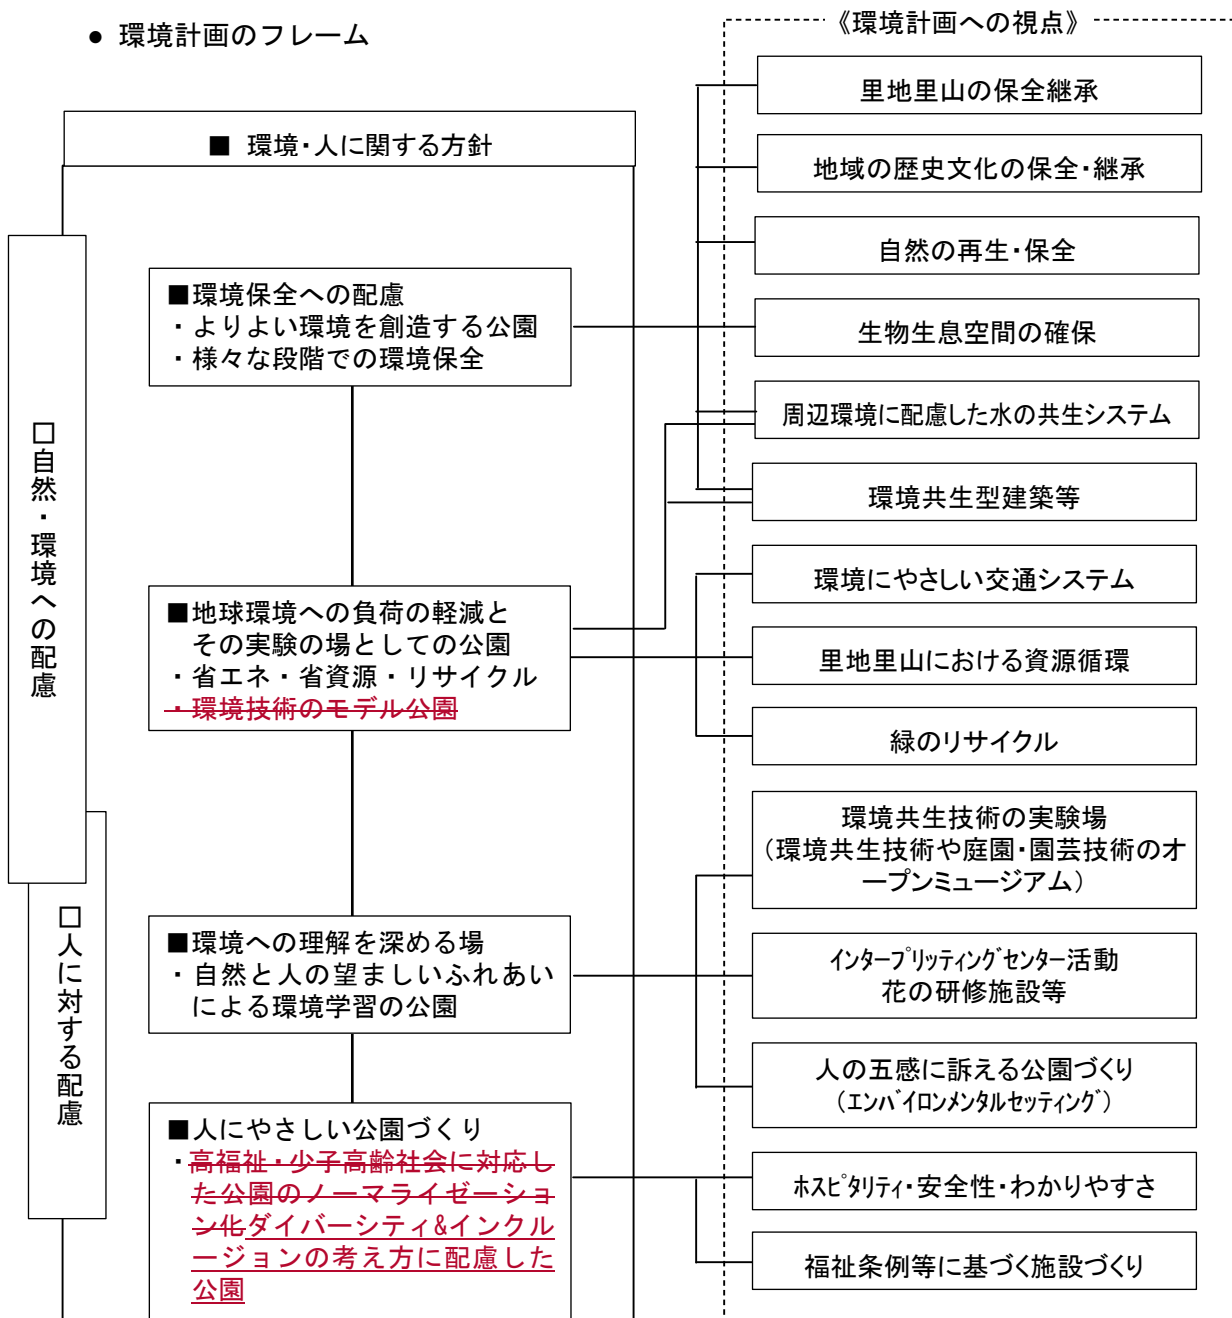 ● 環境計画のフレーム
《環境計画への視点》
■ 環境・人に関する方針
□自然・環境への配慮
□人に対する配慮
■環境保全への配慮
・よりよい環境を創造する公園
・様々な段階での環境保全
■地球環境への負荷の軽減と
その実験の場としての公園
・省エネ・省資源・リサイクル
・環境技術のモデル公園
■環境への理解を深める場
・自然と人の望ましいふれあい
による環境学習の公園
■人にやさしい公園づくり
・高福祉・少子高齢社会に対応し
た公園のノーマライゼーショ
ン化ダイバーシティ&インクル
ージョンの考え方に配慮した
公園
里地里山の保全継承
地域の歴史文化の保全・継承
自然の再生・保全
生物生息空間の確保
周辺環境に配慮した水の共生システム
環境共生型建築等
環境にやさしい交通システム
里地里山における資源循環
緑のリサイクル
環境共生技術の実験場
（環境共生技術や庭園・園芸技術のオ
ープンミュージアム）
ｲﾝﾀｰﾌﾟﾘｯﾃｨﾝｸﾞｾﾝﾀｰ活動
花の研修施設等
人の五感に訴える公園づくり
（ｴﾝﾊﾞｲﾛﾝﾒﾝﾀﾙｾｯﾃｨﾝｸﾞ）
ﾎｽﾋﾟﾀﾘﾃｨ・安全性・わかりやすさ
福祉条例等に基づく施設づくり